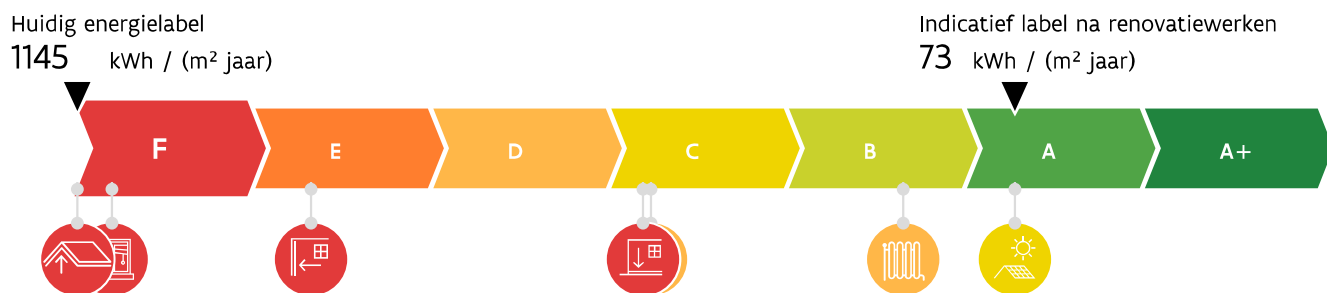 Huidig energielabel
1145 kWh / (m² jaar)
Indicatief label na renovatiewerken
73 kWh / (m² jaar)
F E D C B A A+